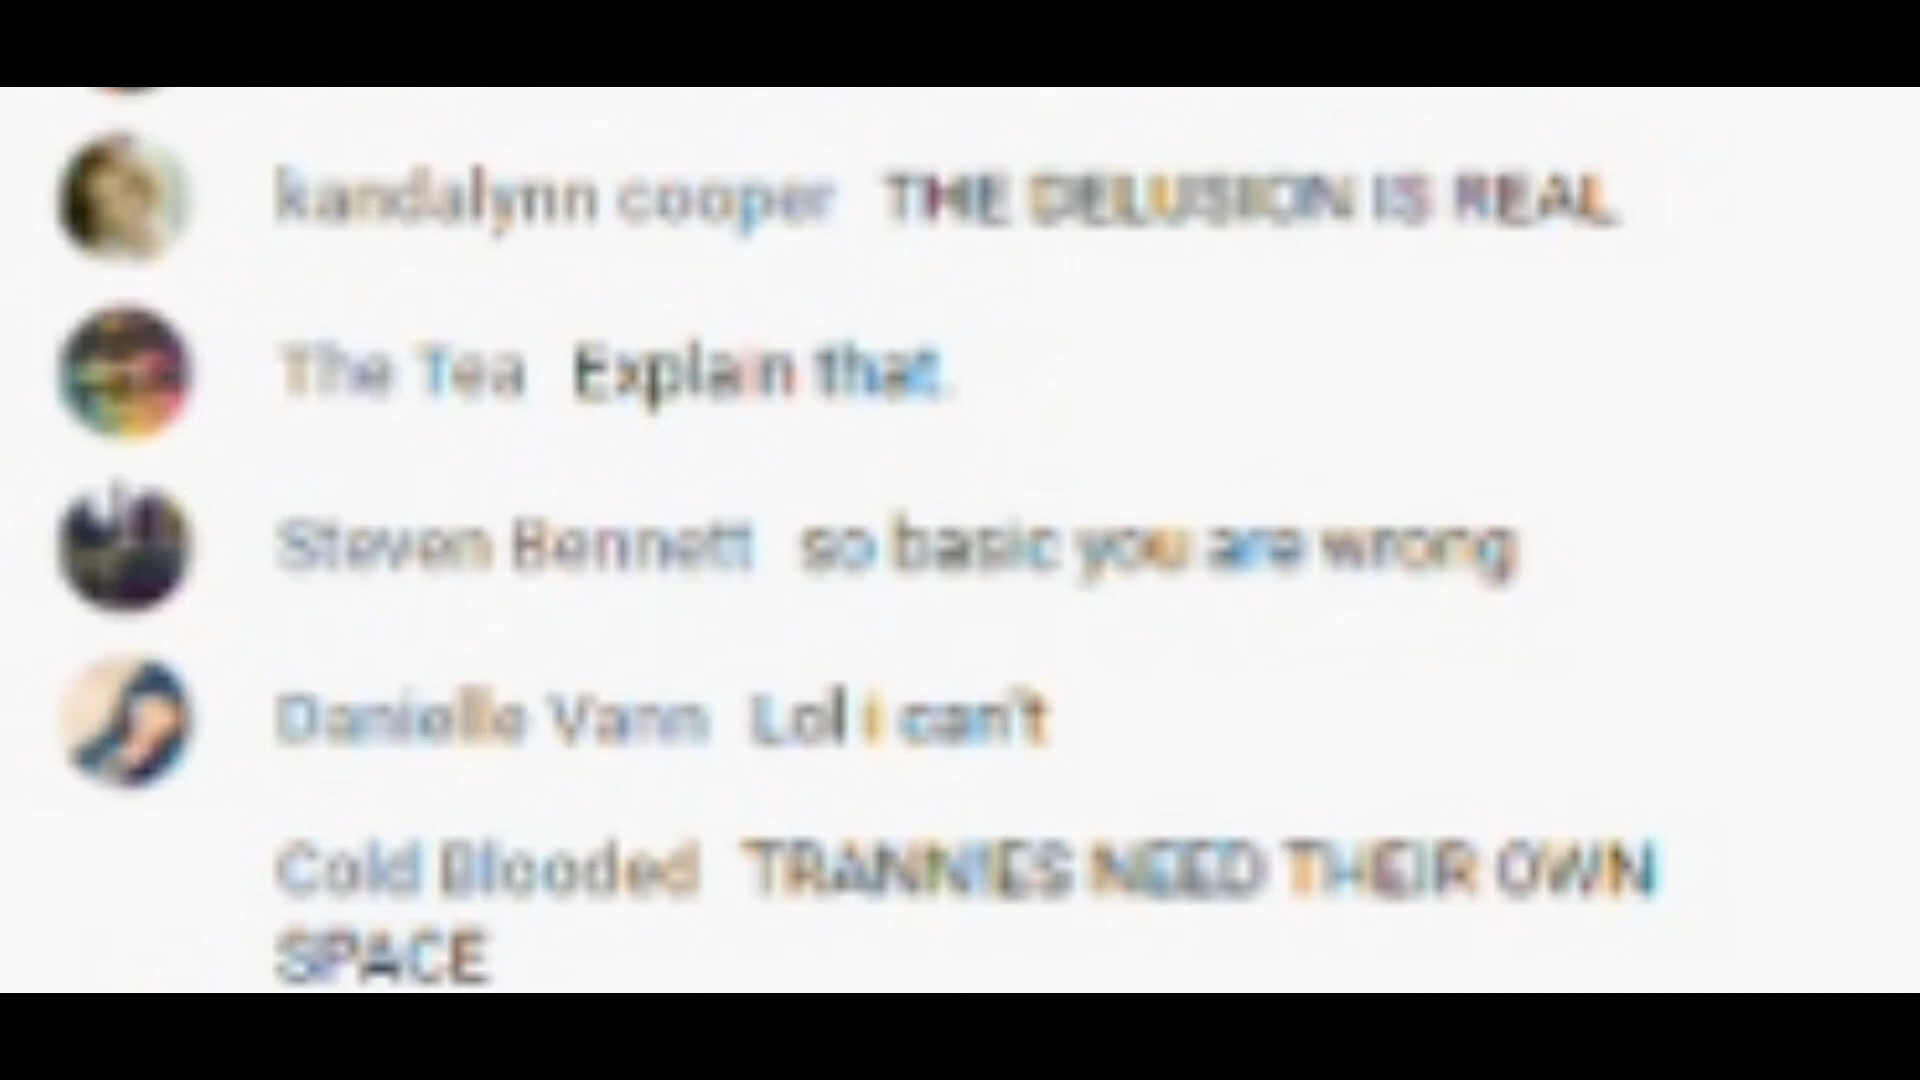 kandalynn cooper THE DELUSION IS REAL
The Tea Explain that.
Steven Bennett so basic you are wrong
Danielle Vann Lol i can't
Cold Blooded TRANNIES NEED THEIR OWN
SPACE